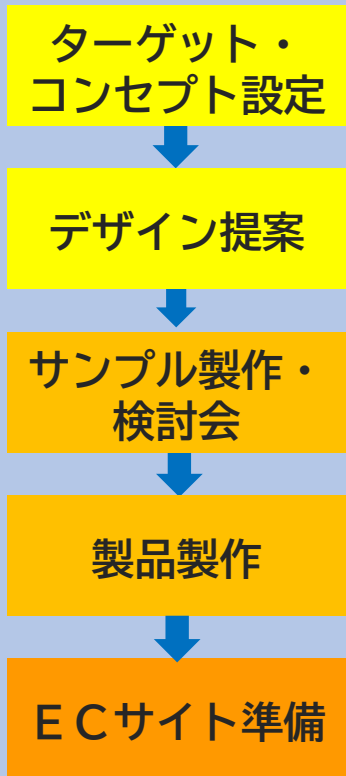 ターゲット・
コンセプト設定
デザイン提案
サンプル製作・
検討会
製品製作
ＥＣサイト準備